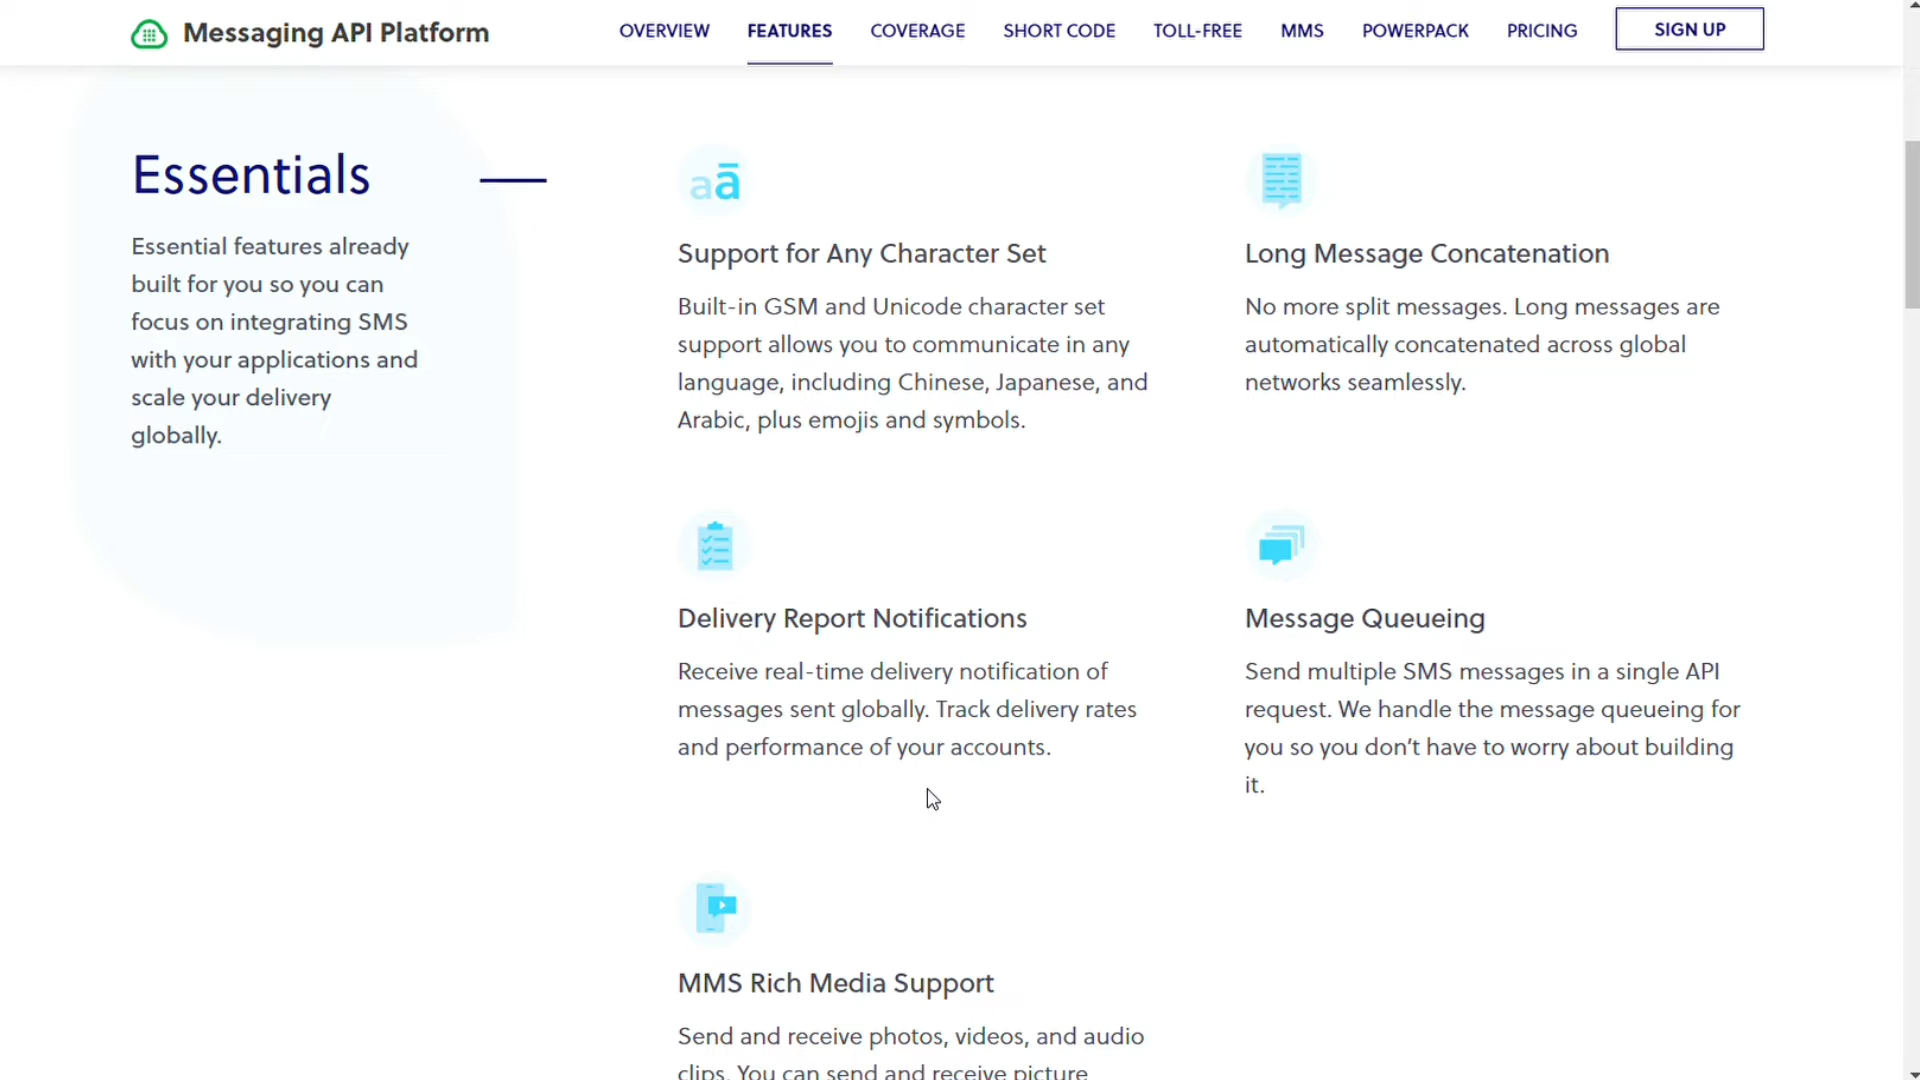 Messaging API Platform
OVERVIEW
FEATURES
COVERAGE
SHORT CODE
TOLL-FREE
MMS
POWERPACK
PRICING
SIGN UP
Essentials
Essential features already
built for you so you can
focus on integrating SMS
with your applications and
scale your delivery
globally.
aā
Support for Any Character Set
Built-in GSM and Unicode character set
support allows you to communicate in any
language, including Chinese, Japanese, and
Arabic, plus emojis and symbols.
Long Message Concatenation
No more split messages. Long messages are
automatically concatenated across global
networks seamlessly.
Delivery Report Notifications
Receive real-time delivery notification of
messages sent globally. Track delivery rates
and performance of your accounts.
Message Queueing
Send multiple SMS messages in a single API
request. We handle the message queueing for
you so you don’t have to worry about building
it.
MMS Rich Media Support
Send and receive photos, videos, and audio
clips. You can send and receive picture